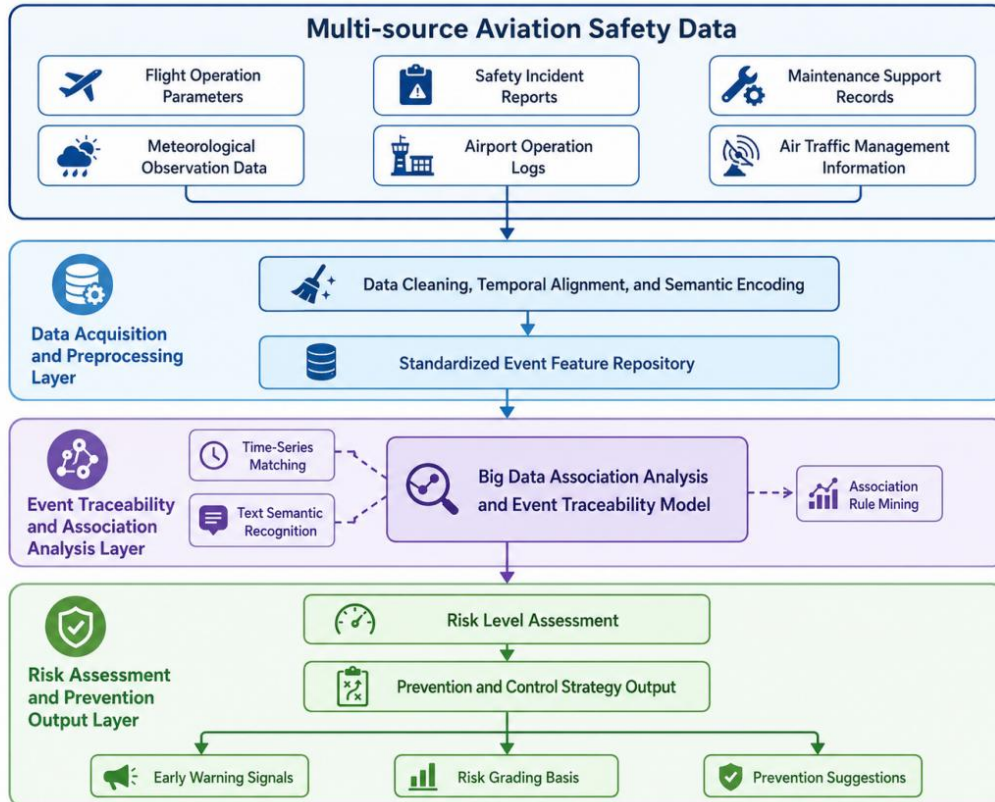 Multi-source Aviation Safety Data
Flight Operation
Parameters
Safety Incident
Reports
Maintenance Support
Records
Meteorological
Observation Data
Airport Operation
Logs
Air Traffic Management
Information
Data Acquisition
and Preprocessing
Layer
Data Cleaning, Temporal Alignment, and Semantic Encoding
Standardized Event Feature Repository
Event Traceability
and Association
Analysis Layer
Time-Series
Matching
Text Semantic
Recognition
Big Data Association Analysis
and Event Traceability Model
Association
Rule Mining
Risk Assessment
and Prevention
Output Layer
Risk Level Assessment
Prevention and Control Strategy Output
Early Warning Signals
Risk Grading Basis
Prevention Suggestions